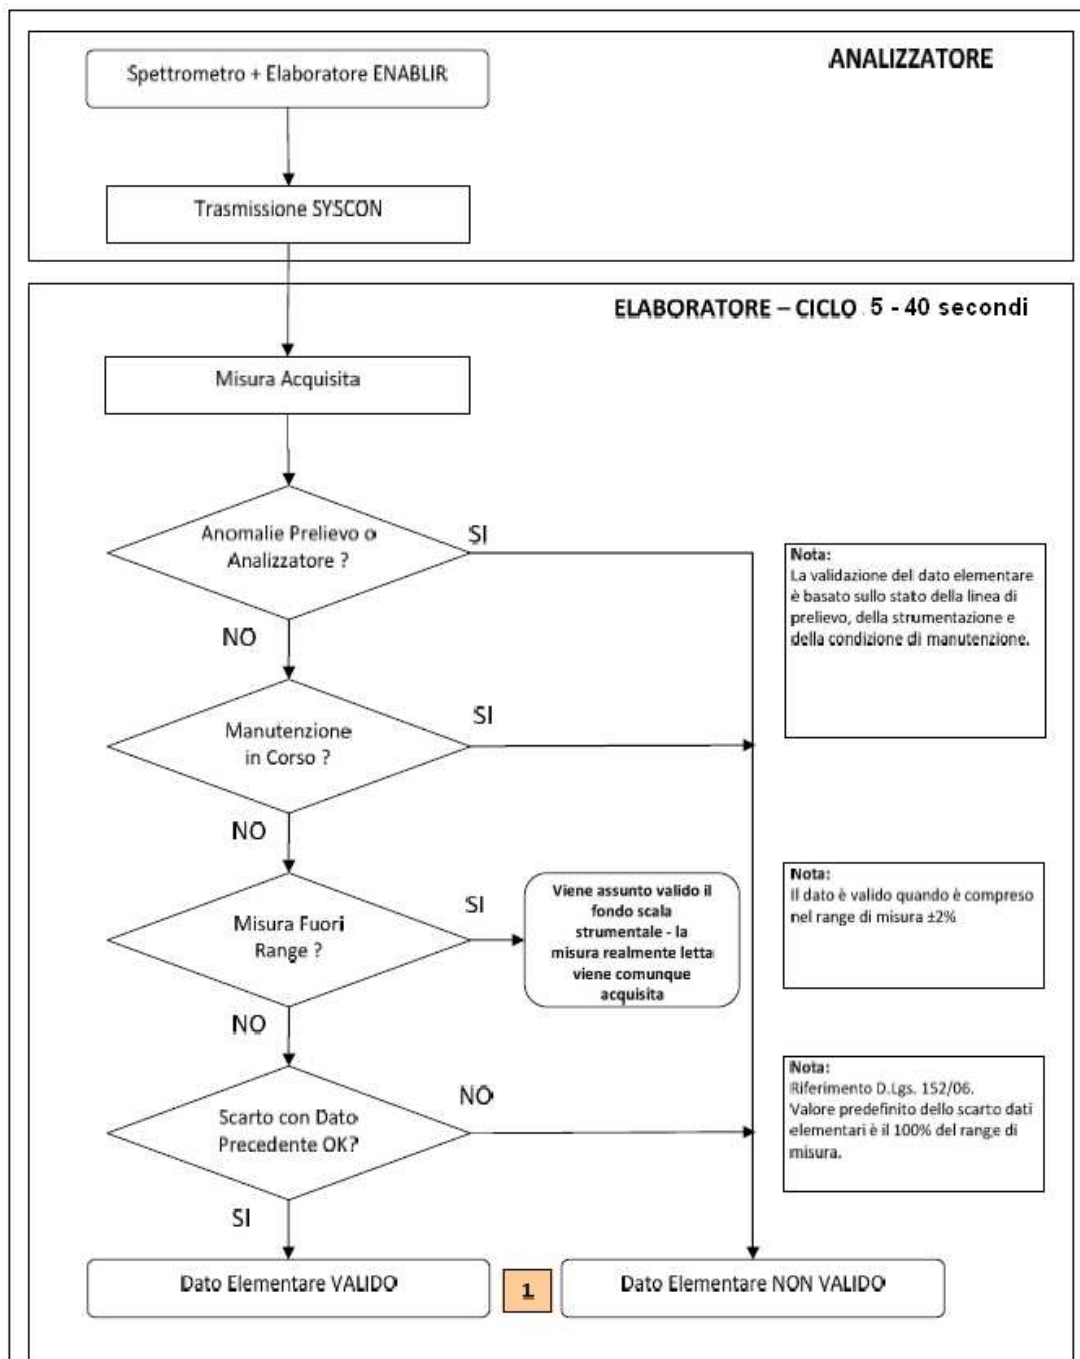 ANALIZZATORE
Spettrometro + Elaboratore ENABLIR
Trasmissione SYSCON
ELABORATORE – CICLO 5 - 40 secondi
Misura Acquisita
Anomalie Prelievo o
Analizzatore ?
SI
NO
Nota:
La validazione del dato elementare
è basato sullo stato della linea di
prelievo, della strumentazione e
della condizione di manutenzione.
Manutenzione
in Corso ?
SI
NO
Misura Fuori
Range ?
SI
NO
Viene assunto valido il
fondo scala
strumentale - la
misura realmente letta
viene comunque
acquisita
Nota:
Il dato è valido quando è compreso
nel range di misura ±2%
Scarto con Dato
Precedente OK?
NO
SI
Nota:
Riferimento D.Lgs. 152/06.
Valore predefinito dello scarto dati
elementari è il 100% del range di
misura.
Dato Elementare VALIDO
1
Dato Elementare NON VALIDO